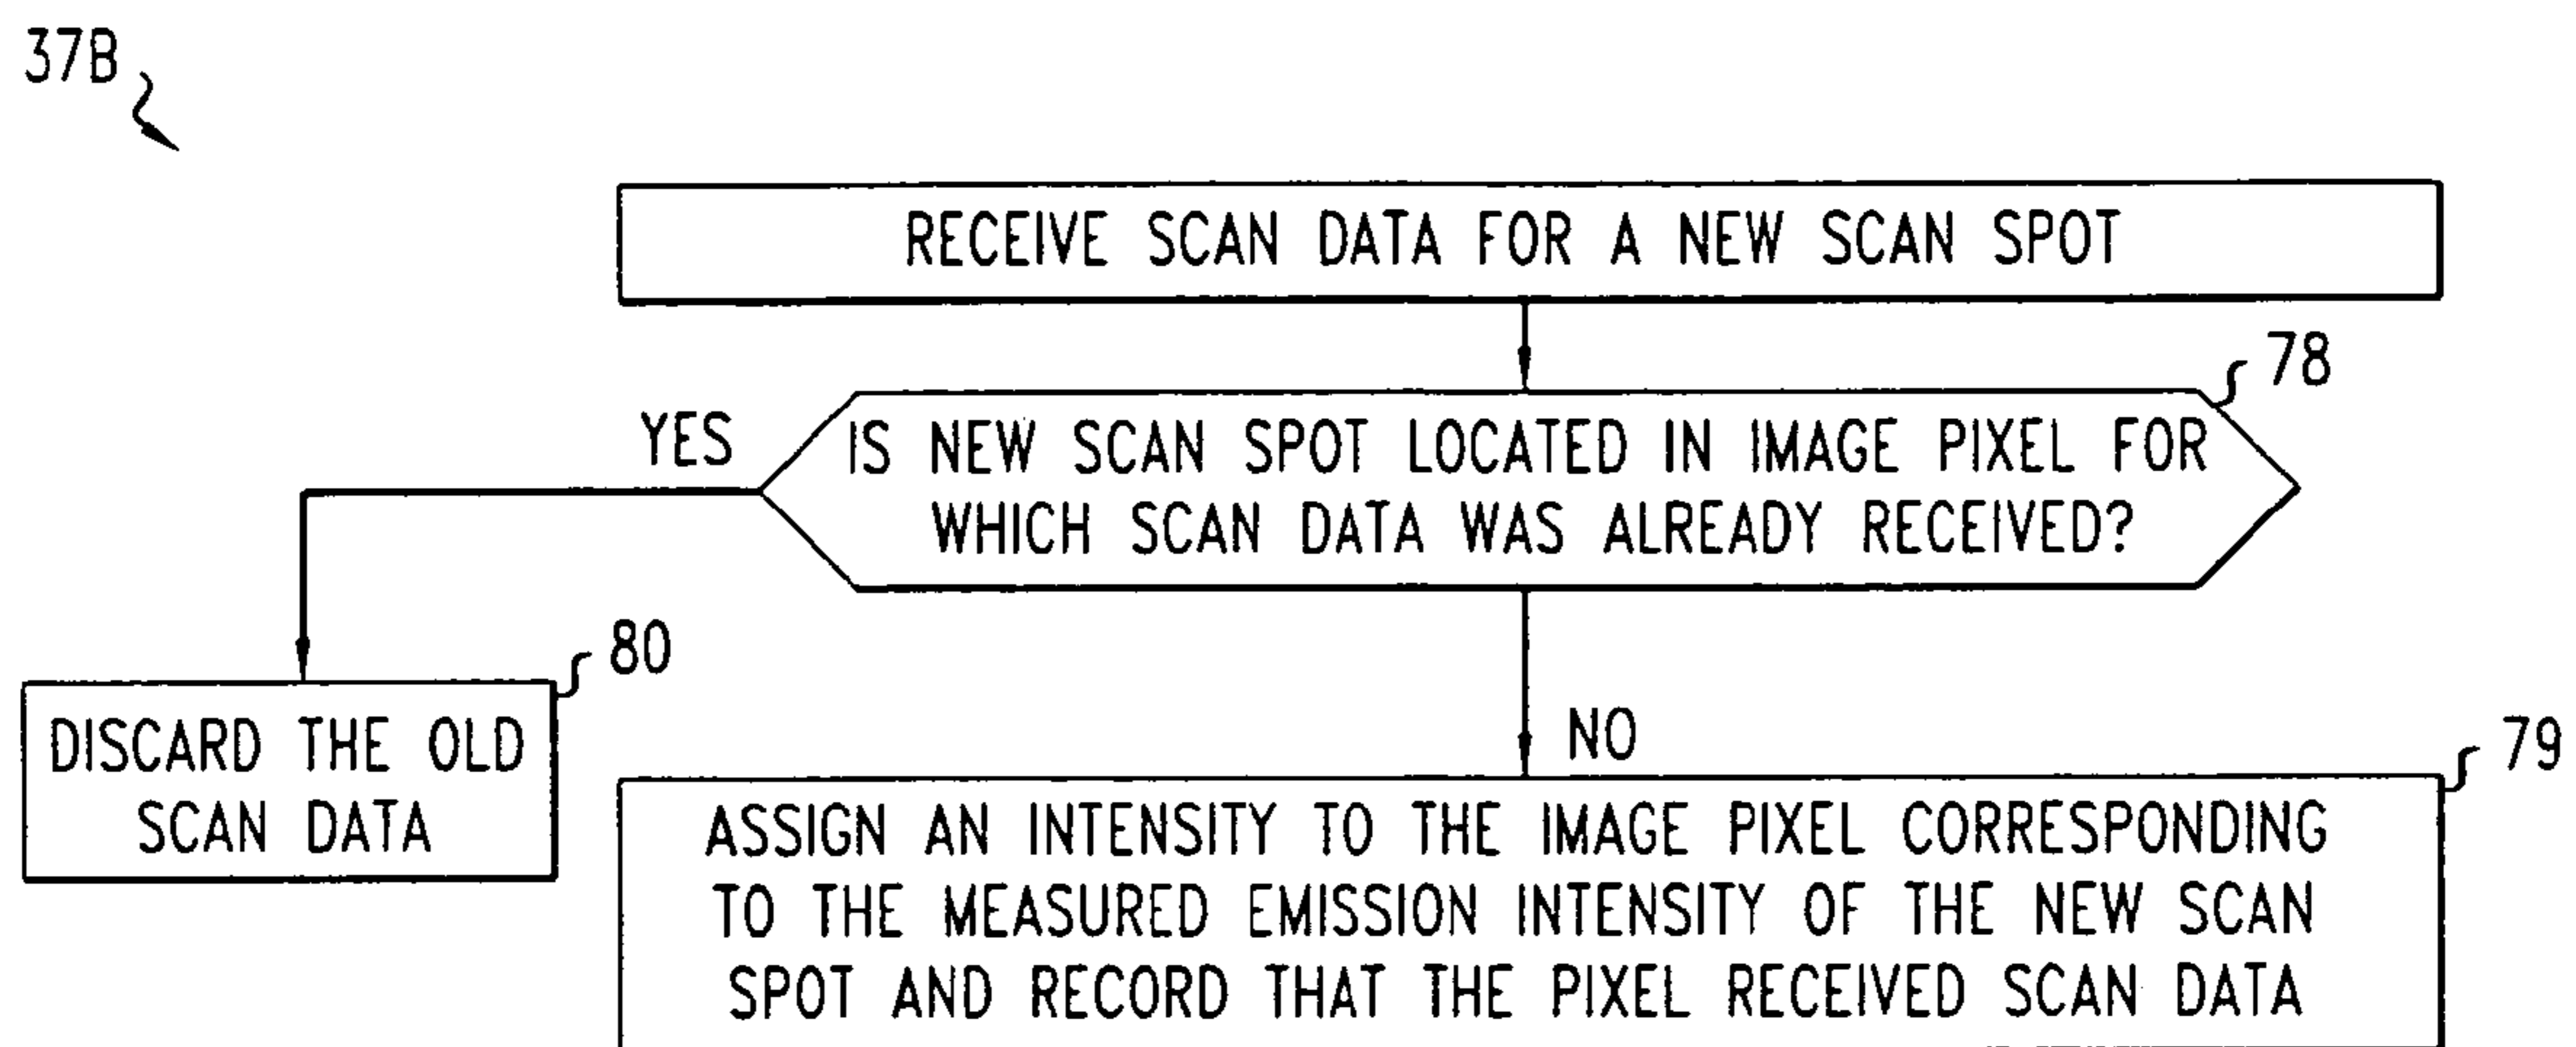 37B
RECEIVE SCAN DATA FOR A NEW SCAN SPOT
78
YES
IS NEW SCAN SPOT LOCATED IN IMAGE PIXEL FOR
WHICH SCAN DATA WAS ALREADY RECEIVED?
80
DISCARD THE OLD
SCAN DATA
NO
79
ASSIGN AN INTENSITY TO THE IMAGE PIXEL CORRESPONDING
TO THE MEASURED EMISSION INTENSITY OF THE NEW SCAN
SPOT AND RECORD THAT THE PIXEL RECEIVED SCAN DATA